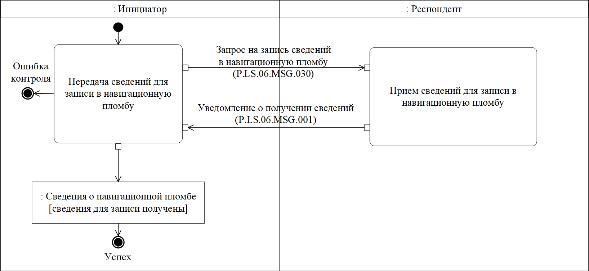 : Инициатор
: Респондент
Ошибка
контроля
Передача сведений для
записи в навигационную
пломбу
Запрос на запись сведений
в навигационную пломбу
(P.LS.06.MSG.030)
Прием сведений для записи в
навигационную пломбу
Уведомление о получении сведений
(P.LS.06.MSG.001)
: Сведения о навигационной пломбе
[сведения для записи получены]
Успех